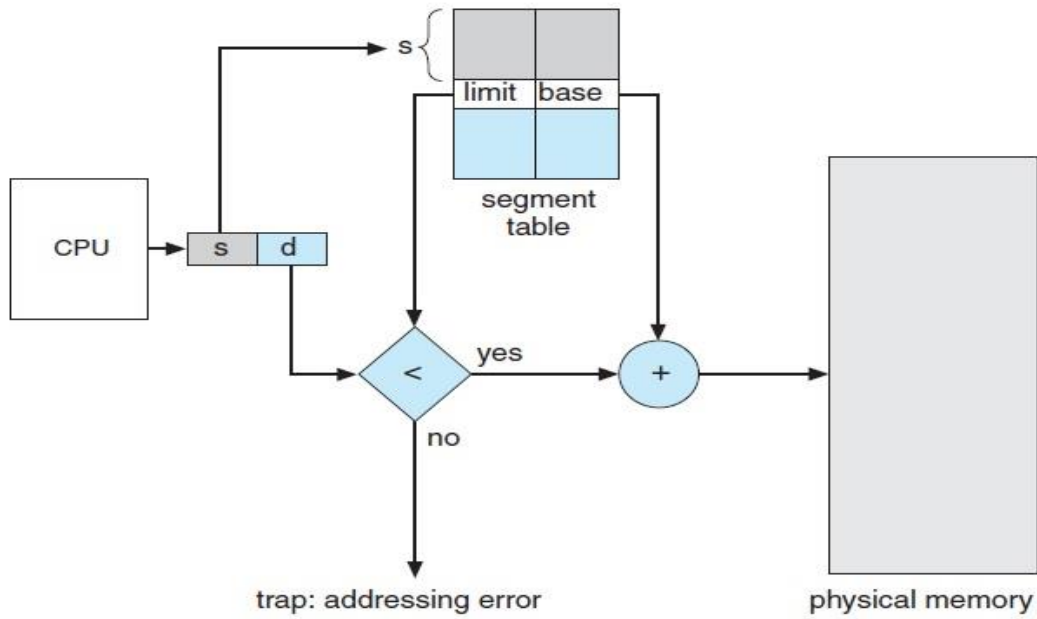 s
limit base
segment
table
CPU
s d
<
yes
+
no
trap: addressing error
physical memory